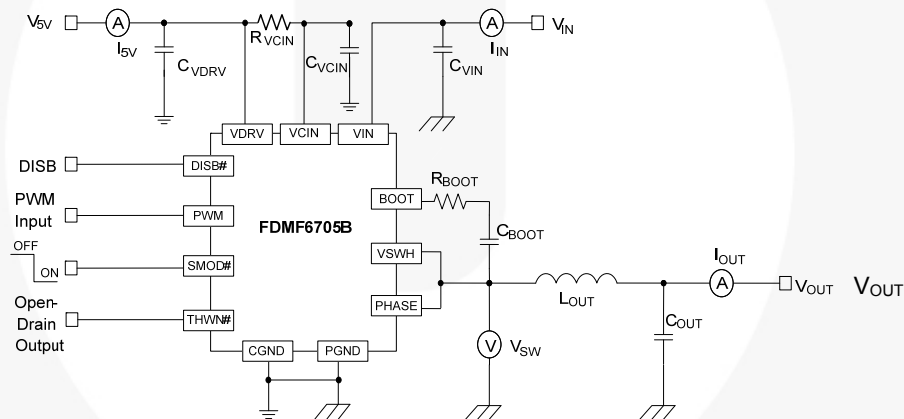 V5V
A
I5V
RVCIN
CVDRV
CVCIN
CVIN
A
IIN
VIN
VDRV
VCIN
VIN
DISB
DISB#
PWM
Input
PWM
FDMF6705B
BOOT
RBOOT
CBOOT
OFF
ON
SMOD#
VSWH
Open-
Drain
Output
THWN#
PHASE
LOUT
IOUT
A
VOUT
VOUT
COUT
V
VSW
CGND
PGND